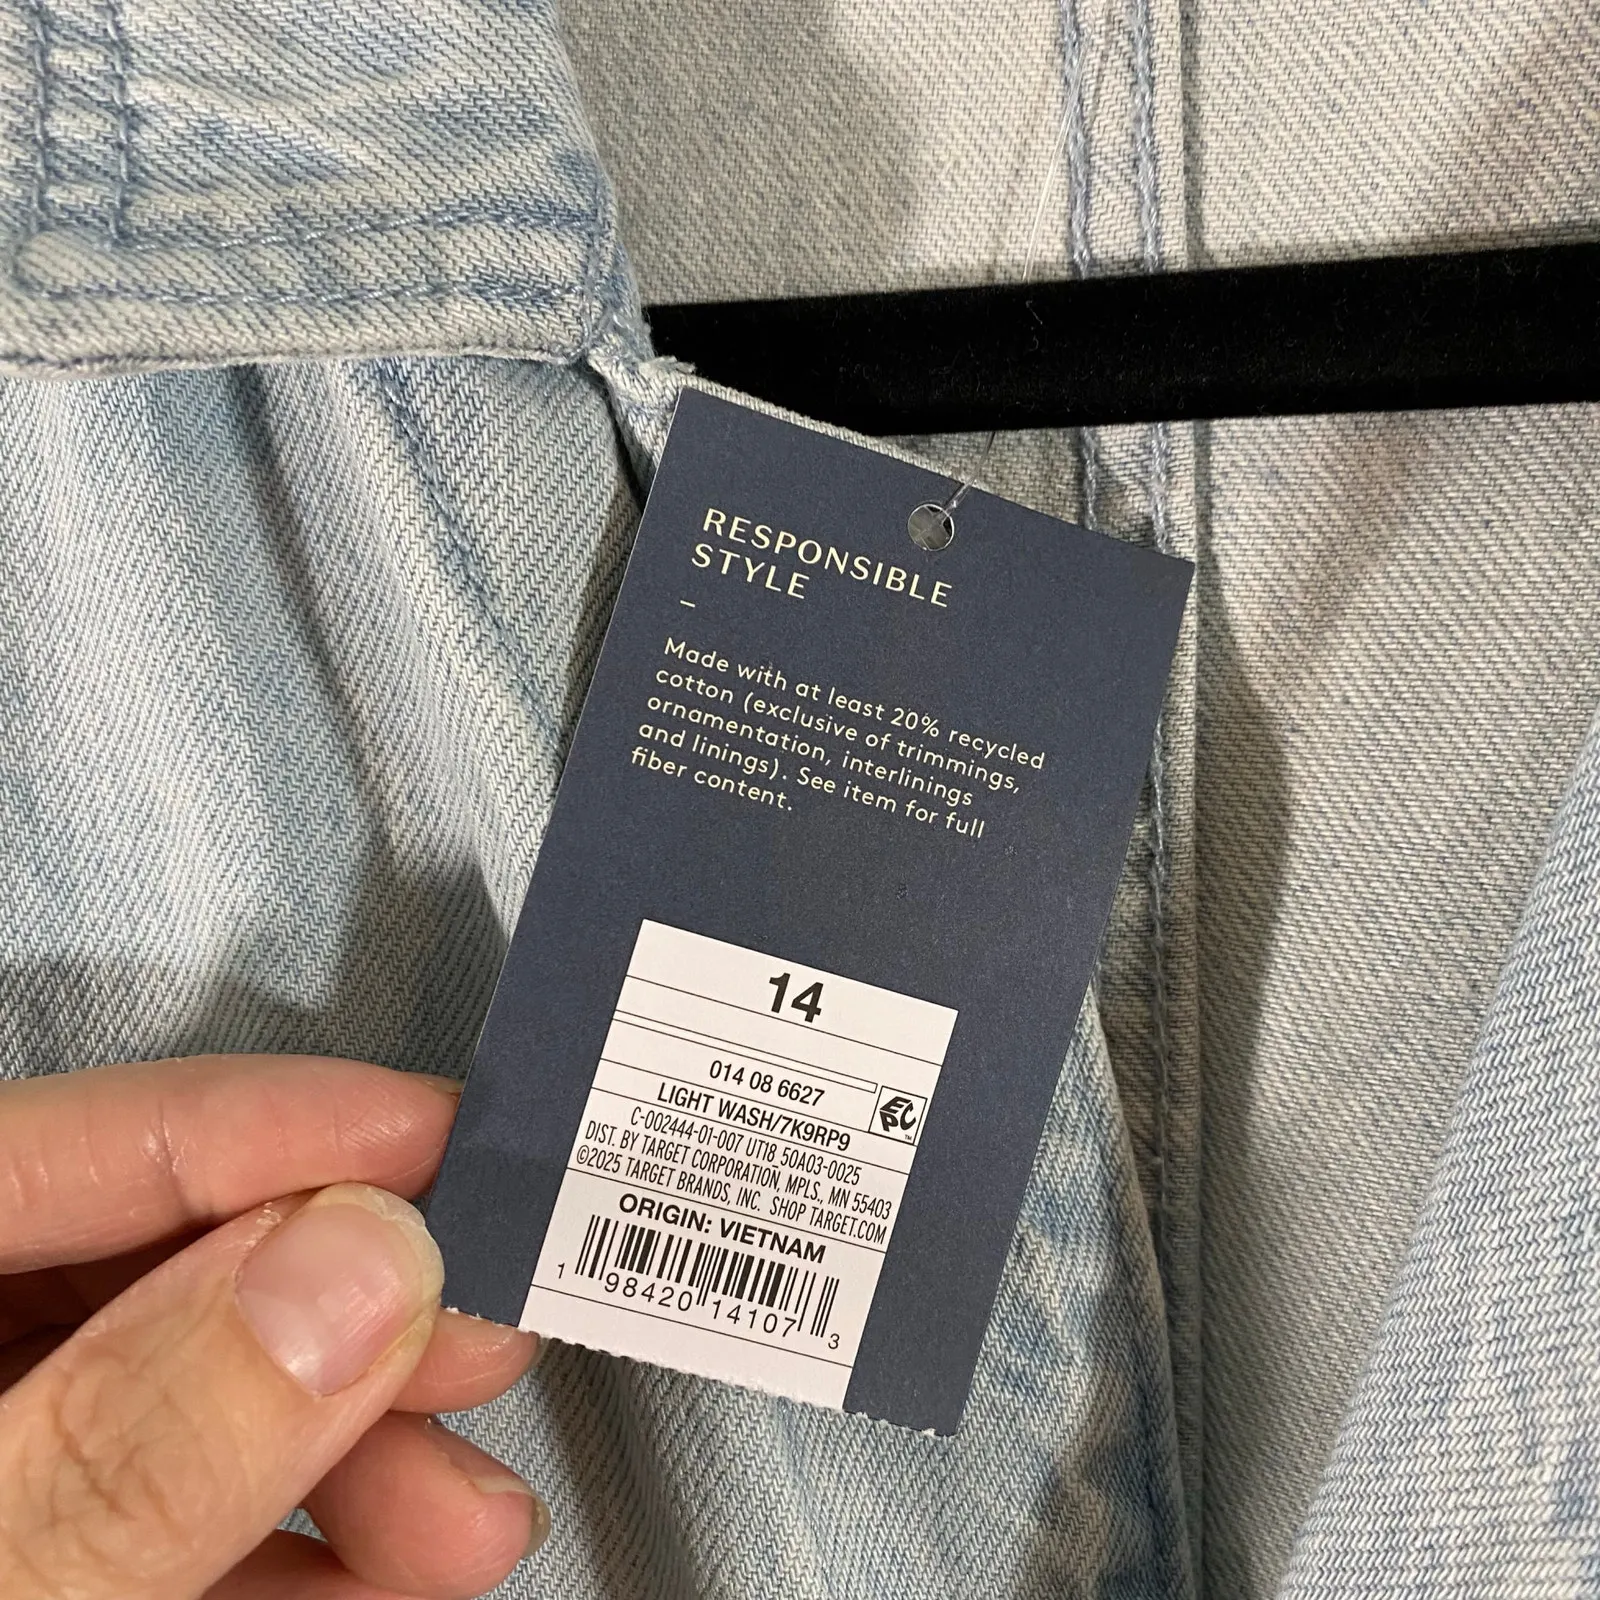 RESPONSIBLE
STYLE
–
Made with at least 20% recycled
cotton (exclusive of trimmings,
ornamentation, interlinings
and linings). See item for full
fiber content.
14
014 08 6627
LIGHT WASH/7K9RP9
C-002444-01-007 UT18 50A03-0025
DIST. BY TARGET CORPORATION, MPLS., MN 55403
©2025 TARGET BRANDS, INC. SHOP TARGET.COM
EPC™
ORIGIN: VIETNAM
1 98420 14107 3